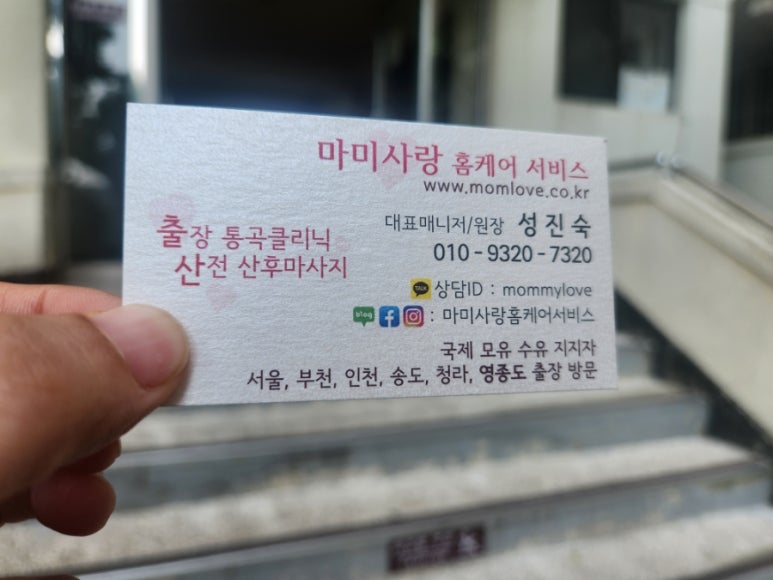 마미사랑 홈케어 서비스
www.momlove.co.kr
출장 통곡클리닉
산전 산후마사지
대표매니저/원장 성진숙
010 - 9320 - 7320
TALK 상담ID : mommylove
blog : 마미사랑홈케어서비스
국제 모유 수유 지지자
서울, 부천, 인천, 송도, 청라, 영종도 출장 방문